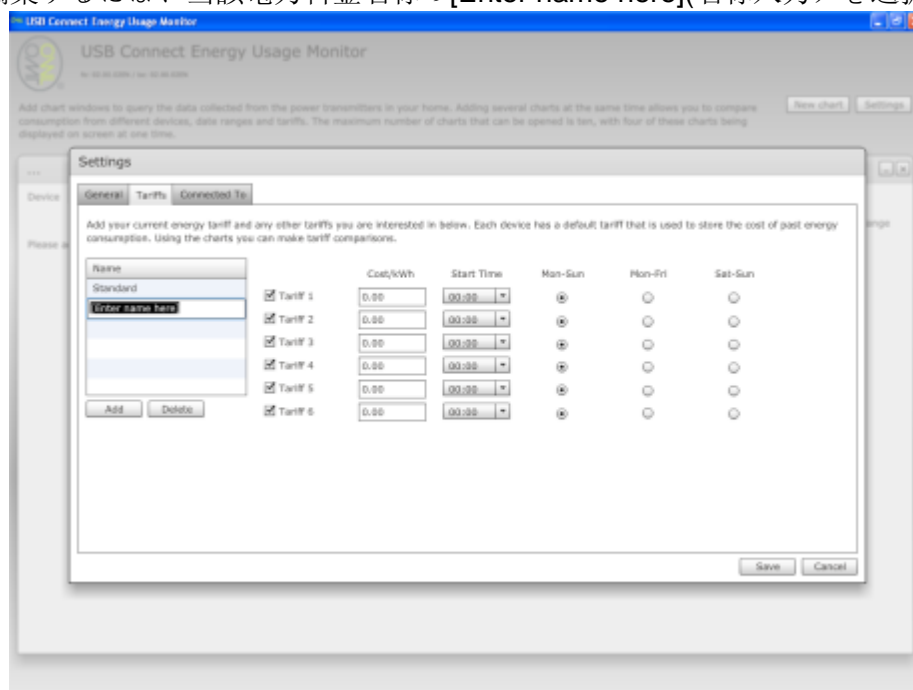 集するには、当該電力料金名称の[Enter name here](名称入力)を選
USB Connect Energy Usage Monitor
USB Connect Energy Usage Monitor
Add chart windows to query the data collected from the power transmitters in your home. Adding several charts at the same time allows you to compare
consumption from different devices, date ranges and tariffs. The maximum number of charts that can be opened is ten, with four of these charts being
displayed on screen at one time.
New chart Settings
...
Settings
Device
General Tariffs Connected To
Add your current energy tariff and any other tariffs you are interested in below. Each device has a default tariff that is used to store the cost of past energy
consumption. Using the charts you can make tariff comparisons.
Please
Name Cost/kWh Start Time Mon-Sun Mon-Fri Sat-Sun
Standard
Enter name here
Tariff 1 0.00 00:00
Tariff 2 0.00 00:00
Tariff 3 0.00 00:00
Tariff 4 0.00 00:00
Tariff 5 0.00 00:00
Tariff 6 0.00 00:00
Add Delete
Save Cancel